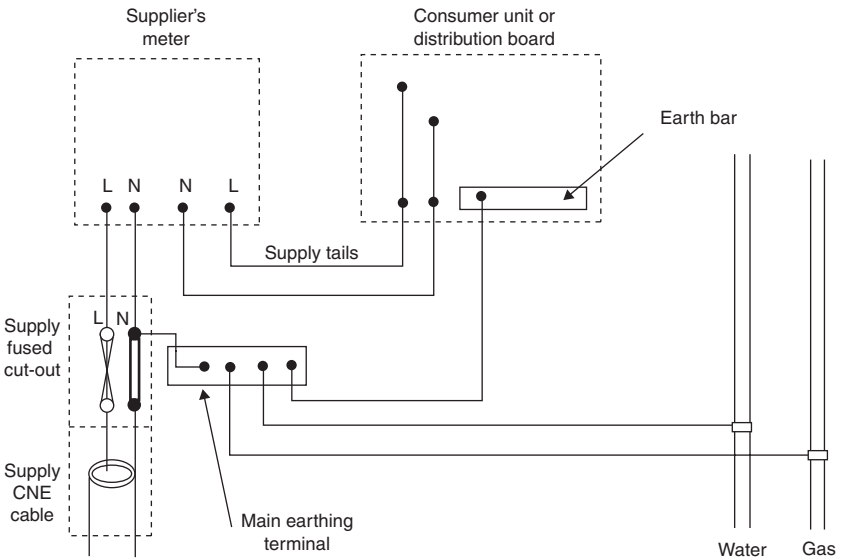 Supplier's
meter
Consumer unit or
distribution board
Earth bar
L N N L
Supply tails
L N
Supply
fused
cut-out
Supply
CNE
cable
Main earthing
terminal
Water
Gas